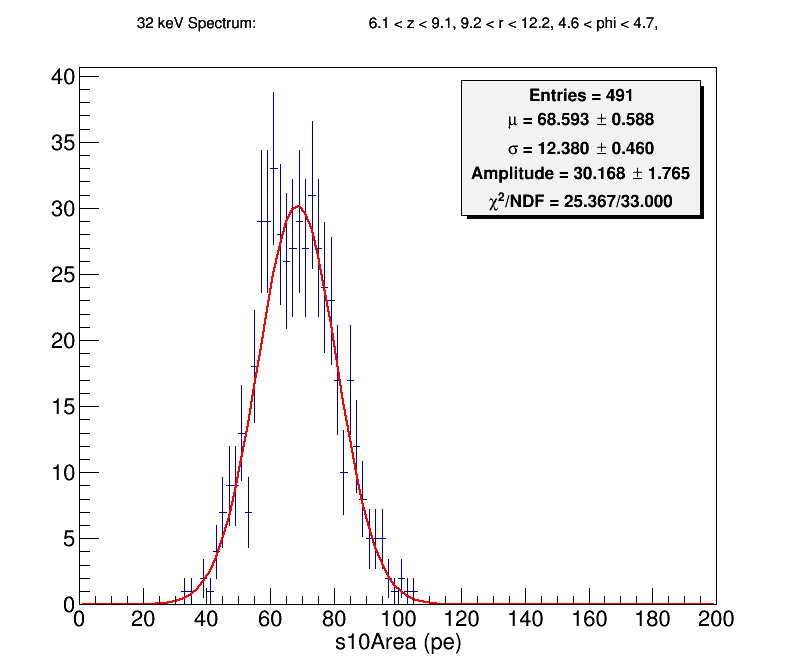 32 keV Spectrum: 6.1 < z < 9.1, 9.2 < r < 12.2, 4.6 < phi < 4.7,
Entries = 491
μ = 68.593 ± 0.588
σ = 12.380 ± 0.460
Amplitude = 30.168 ± 1.765
χ²/NDF = 25.367/33.000
40
35
30
25
20
15
10
5
0
0 20 40 60 80 100 120 140 160 180 200
s10Area (pe)